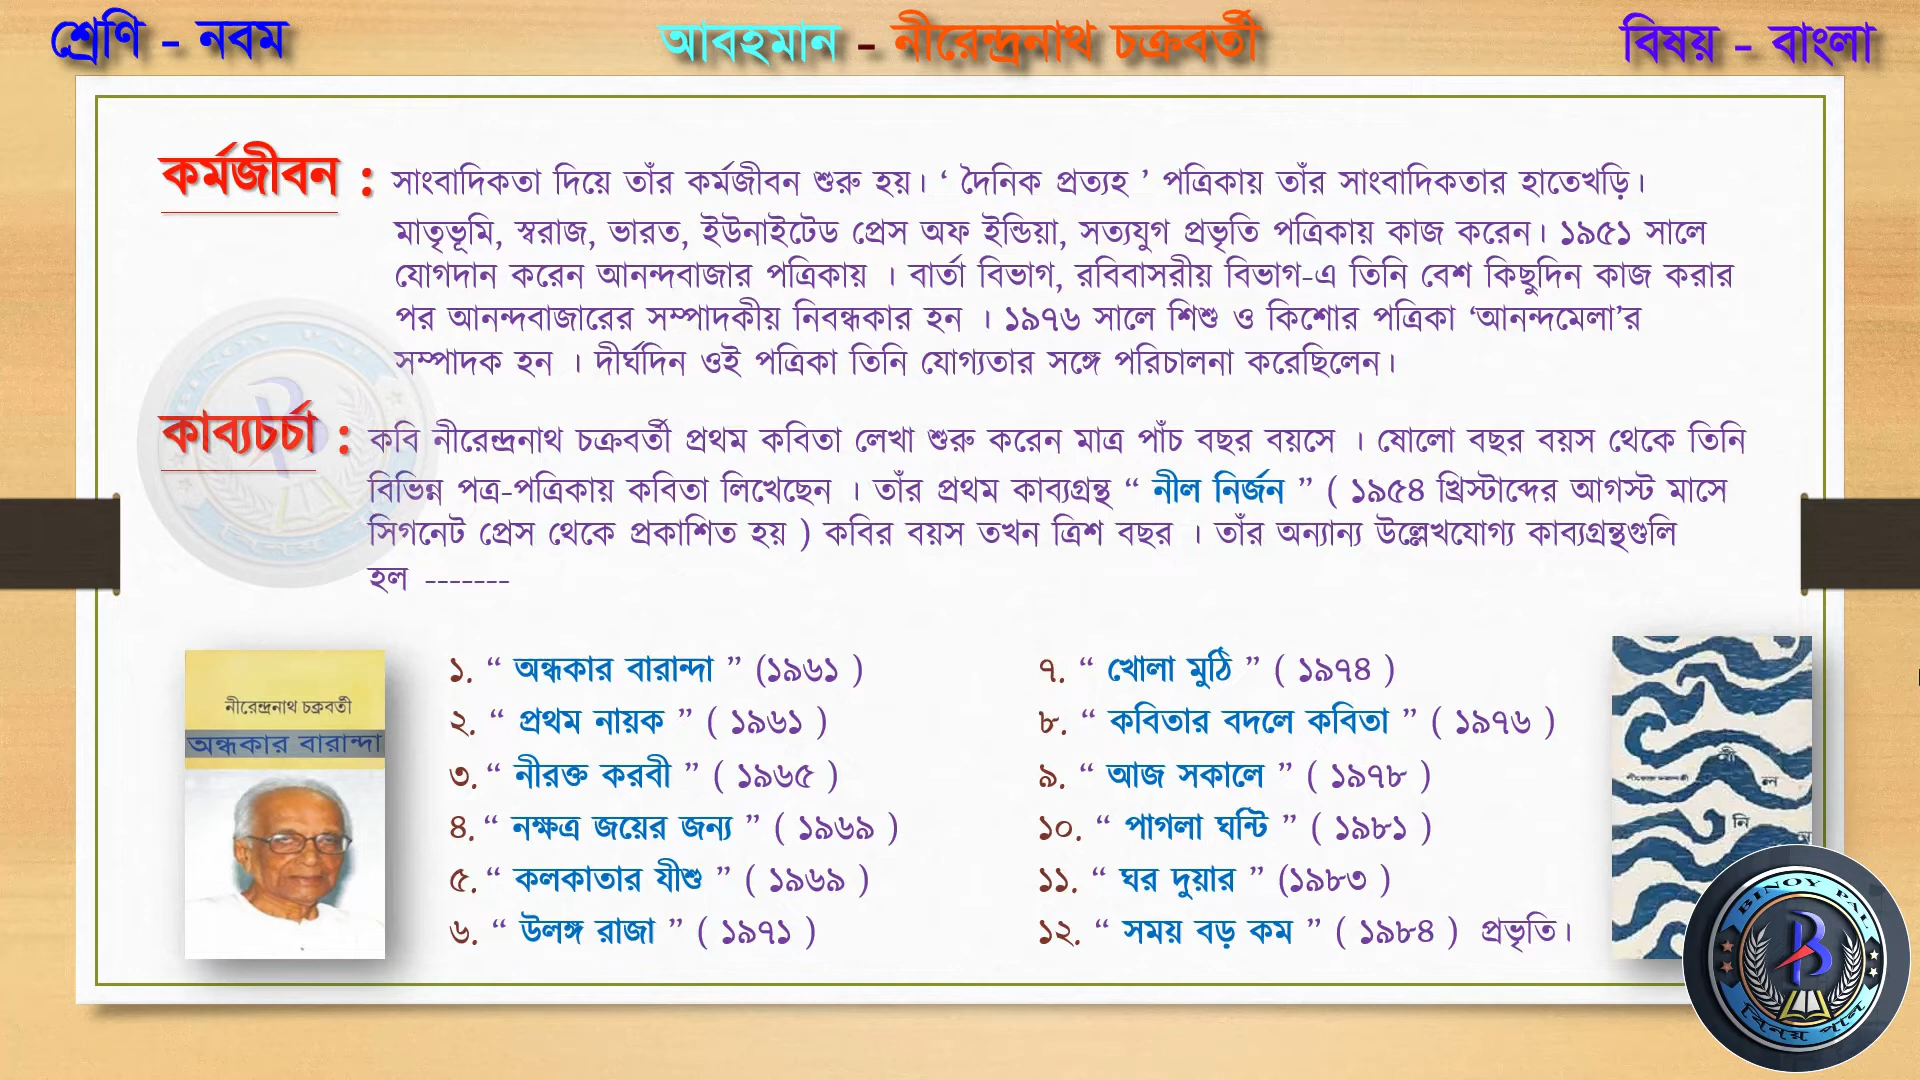 শ্রেণি - নবম
আবহমান - নীরেন্দ্রনাথ চক্রবর্তী
বিষয় - বাংলা
কর্মজীবন : সাংবাদিকতা দিয়ে তাঁর কর্মজীবন শুরু হয়। ‘ দৈনিক প্রত্যহ ’ পত্রিকায় তাঁর সাংবাদিকতার হাতেখড়ি।
মাতৃভূমি, স্বরাজ, ভারত, ইউনাইটেড প্রেস অফ ইন্ডিয়া, সত্যযুগ প্রভৃতি পত্রিকায় কাজ করেন। ১৯৫১ সালে
যোগদান করেন আনন্দবাজার পত্রিকায় । বার্তা বিভাগ, রবিবাসরীয় বিভাগ-এ তিনি বেশ কিছুদিন কাজ করার
পর আনন্দবাজারের সম্পাদকীয় নিবন্ধকার হন । ১৯৭৬ সালে শিশু ও কিশোর পত্রিকা ‘আনন্দমেলা’র
সম্পাদক হন । দীর্ঘদিন ওই পত্রিকা তিনি যোগ্যতার সঙ্গে পরিচালনা করেছিলেন।
কাব্যচর্চা : কবি নীরেন্দ্রনাথ চক্রবর্তী প্রথম কবিতা লেখা শুরু করেন মাত্র পাঁচ বছর বয়সে । ষোলো বছর বয়স থেকে তিনি
বিভিন্ন পত্র-পত্রিকায় কবিতা লিখেছেন । তাঁর প্রথম কাব্যগ্রন্থ “ নীল নির্জন ” ( ১৯৫৪ খ্রিস্টাব্দের আগস্ট মাসে
সিগনেট প্রেস থেকে প্রকাশিত হয় ) কবির বয়স তখন ত্রিশ বছর । তাঁর অন্যান্য উল্লেখযোগ্য কাব্যগ্রন্থগুলি
হল -------
নীরেন্দ্রনাথ চক্রবর্তী
অন্ধকার বারান্দা
১. “ অন্ধকার বারান্দা ” (১৯৬১ )
২. “ প্রথম নায়ক ” ( ১৯৬১ )
৩. “ নীরক্ত করবী ” ( ১৯৬৫ )
৪. “ নক্ষত্র জয়ের জন্য ” ( ১৯৬৯ )
৫. “ কলকাতার যীশু ” ( ১৯৬৯ )
৬. “ উলঙ্গ রাজা ” ( ১৯৭১ )
৭. “ খোলা মুঠি ” ( ১৯৭৪ )
৮. “ কবিতার বদলে কবিতা ” ( ১৯৭৬ )
৯. “ আজ সকালে ” ( ১৯৭৮ )
১০. “ পাগলা ঘন্টি ” ( ১৯৮১ )
১১. “ ঘর দুয়ার ” (১৯৮৩ )
১২. “ সময় বড় কম ” ( ১৯৮৪ ) প্রভৃতি।
নী
ল
নি
BINOY PAL
বিনয় পাল